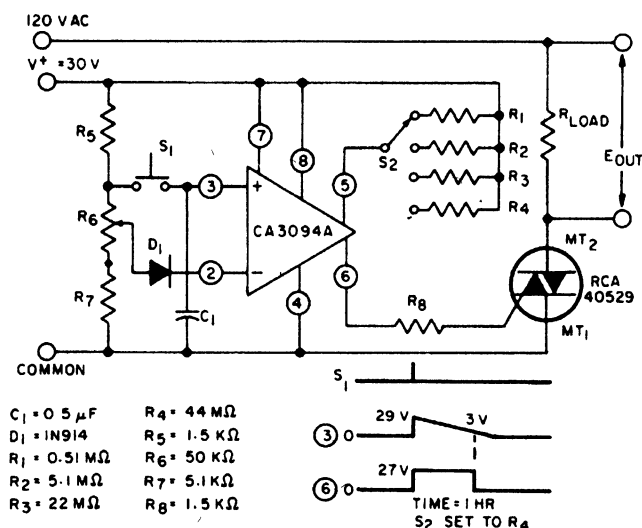 120 VAC
V+ = 30 V
R5
S1
R6
D1
R7
C1
COMMON
7
8
3
+
CA3094A
2
−
4
5
6
S2
R1
R2
R3
R4
R8
RLOAD
EOUT
MT2
RCA
40529
MT1
C1 = 0.5 μF
D1 = 1N914
R1 = 0.51 MΩ
R2 = 5.1 MΩ
R3 = 22 MΩ
R4 = 44 MΩ
R5 = 1.5 KΩ
R6 = 50 KΩ
R7 = 5.1 KΩ
R8 = 1.5 KΩ
S1
29 V
3 V
3 0
27 V
6 0
TIME = 1 HR
S2 SET TO R4